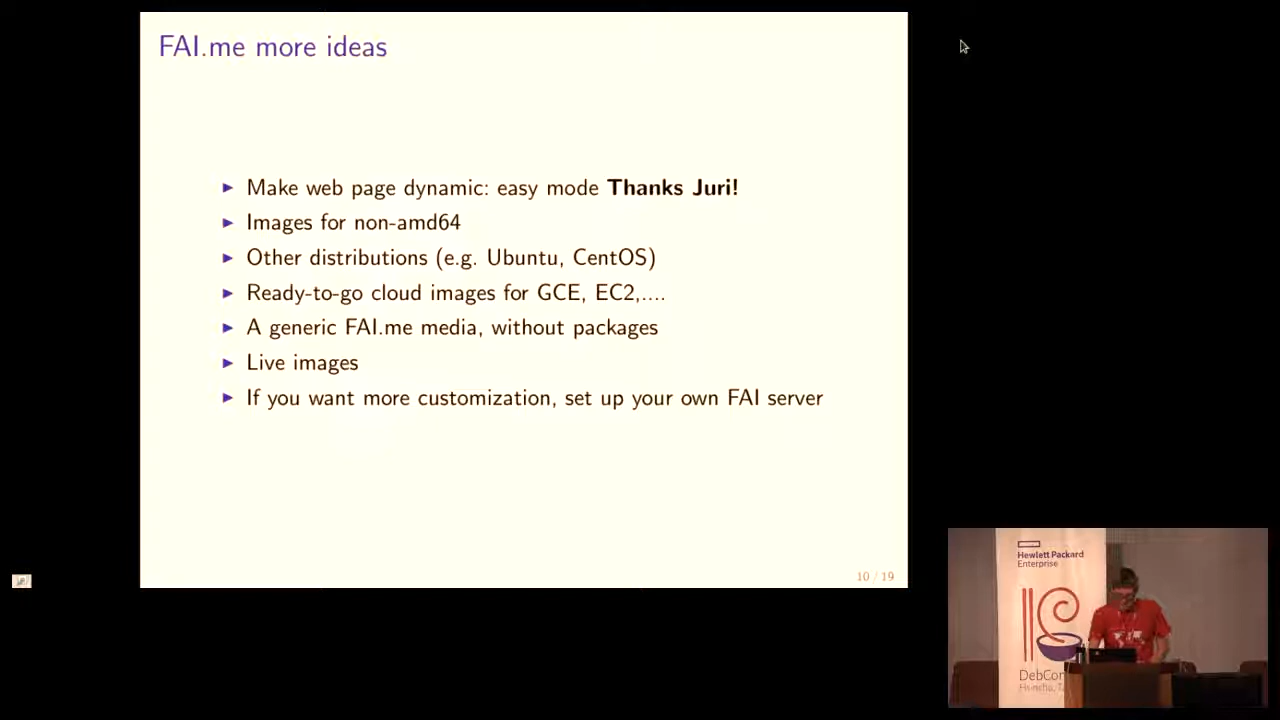 FAI.me more ideas
▶ Make web page dynamic: easy mode Thanks Juri!
▶ Images for non-amd64
▶ Other distributions (e.g. Ubuntu, CentOS)
▶ Ready-to-go cloud images for GCE, EC2,....
▶ A generic FAI.me media, without packages
▶ Live images
▶ If you want more customization, set up your own FAI server
10 / 19
Hewlett Packard
Enterprise
DebCon
Hsinchu, T